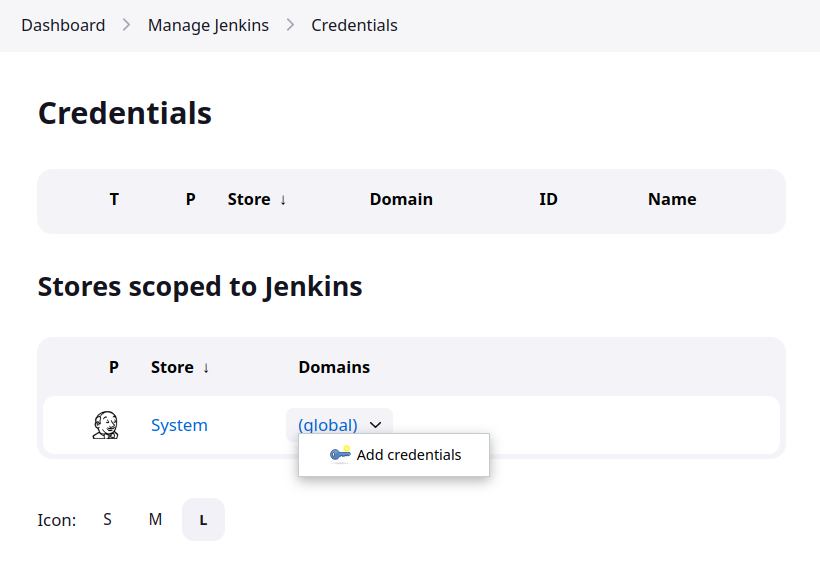 Dashboard > Manage Jenkins > Credentials
Credentials
T P Store ↓ Domain ID Name
Stores scoped to Jenkins
P Store ↓ Domains
System (global)
Add credentials
Icon: S M L